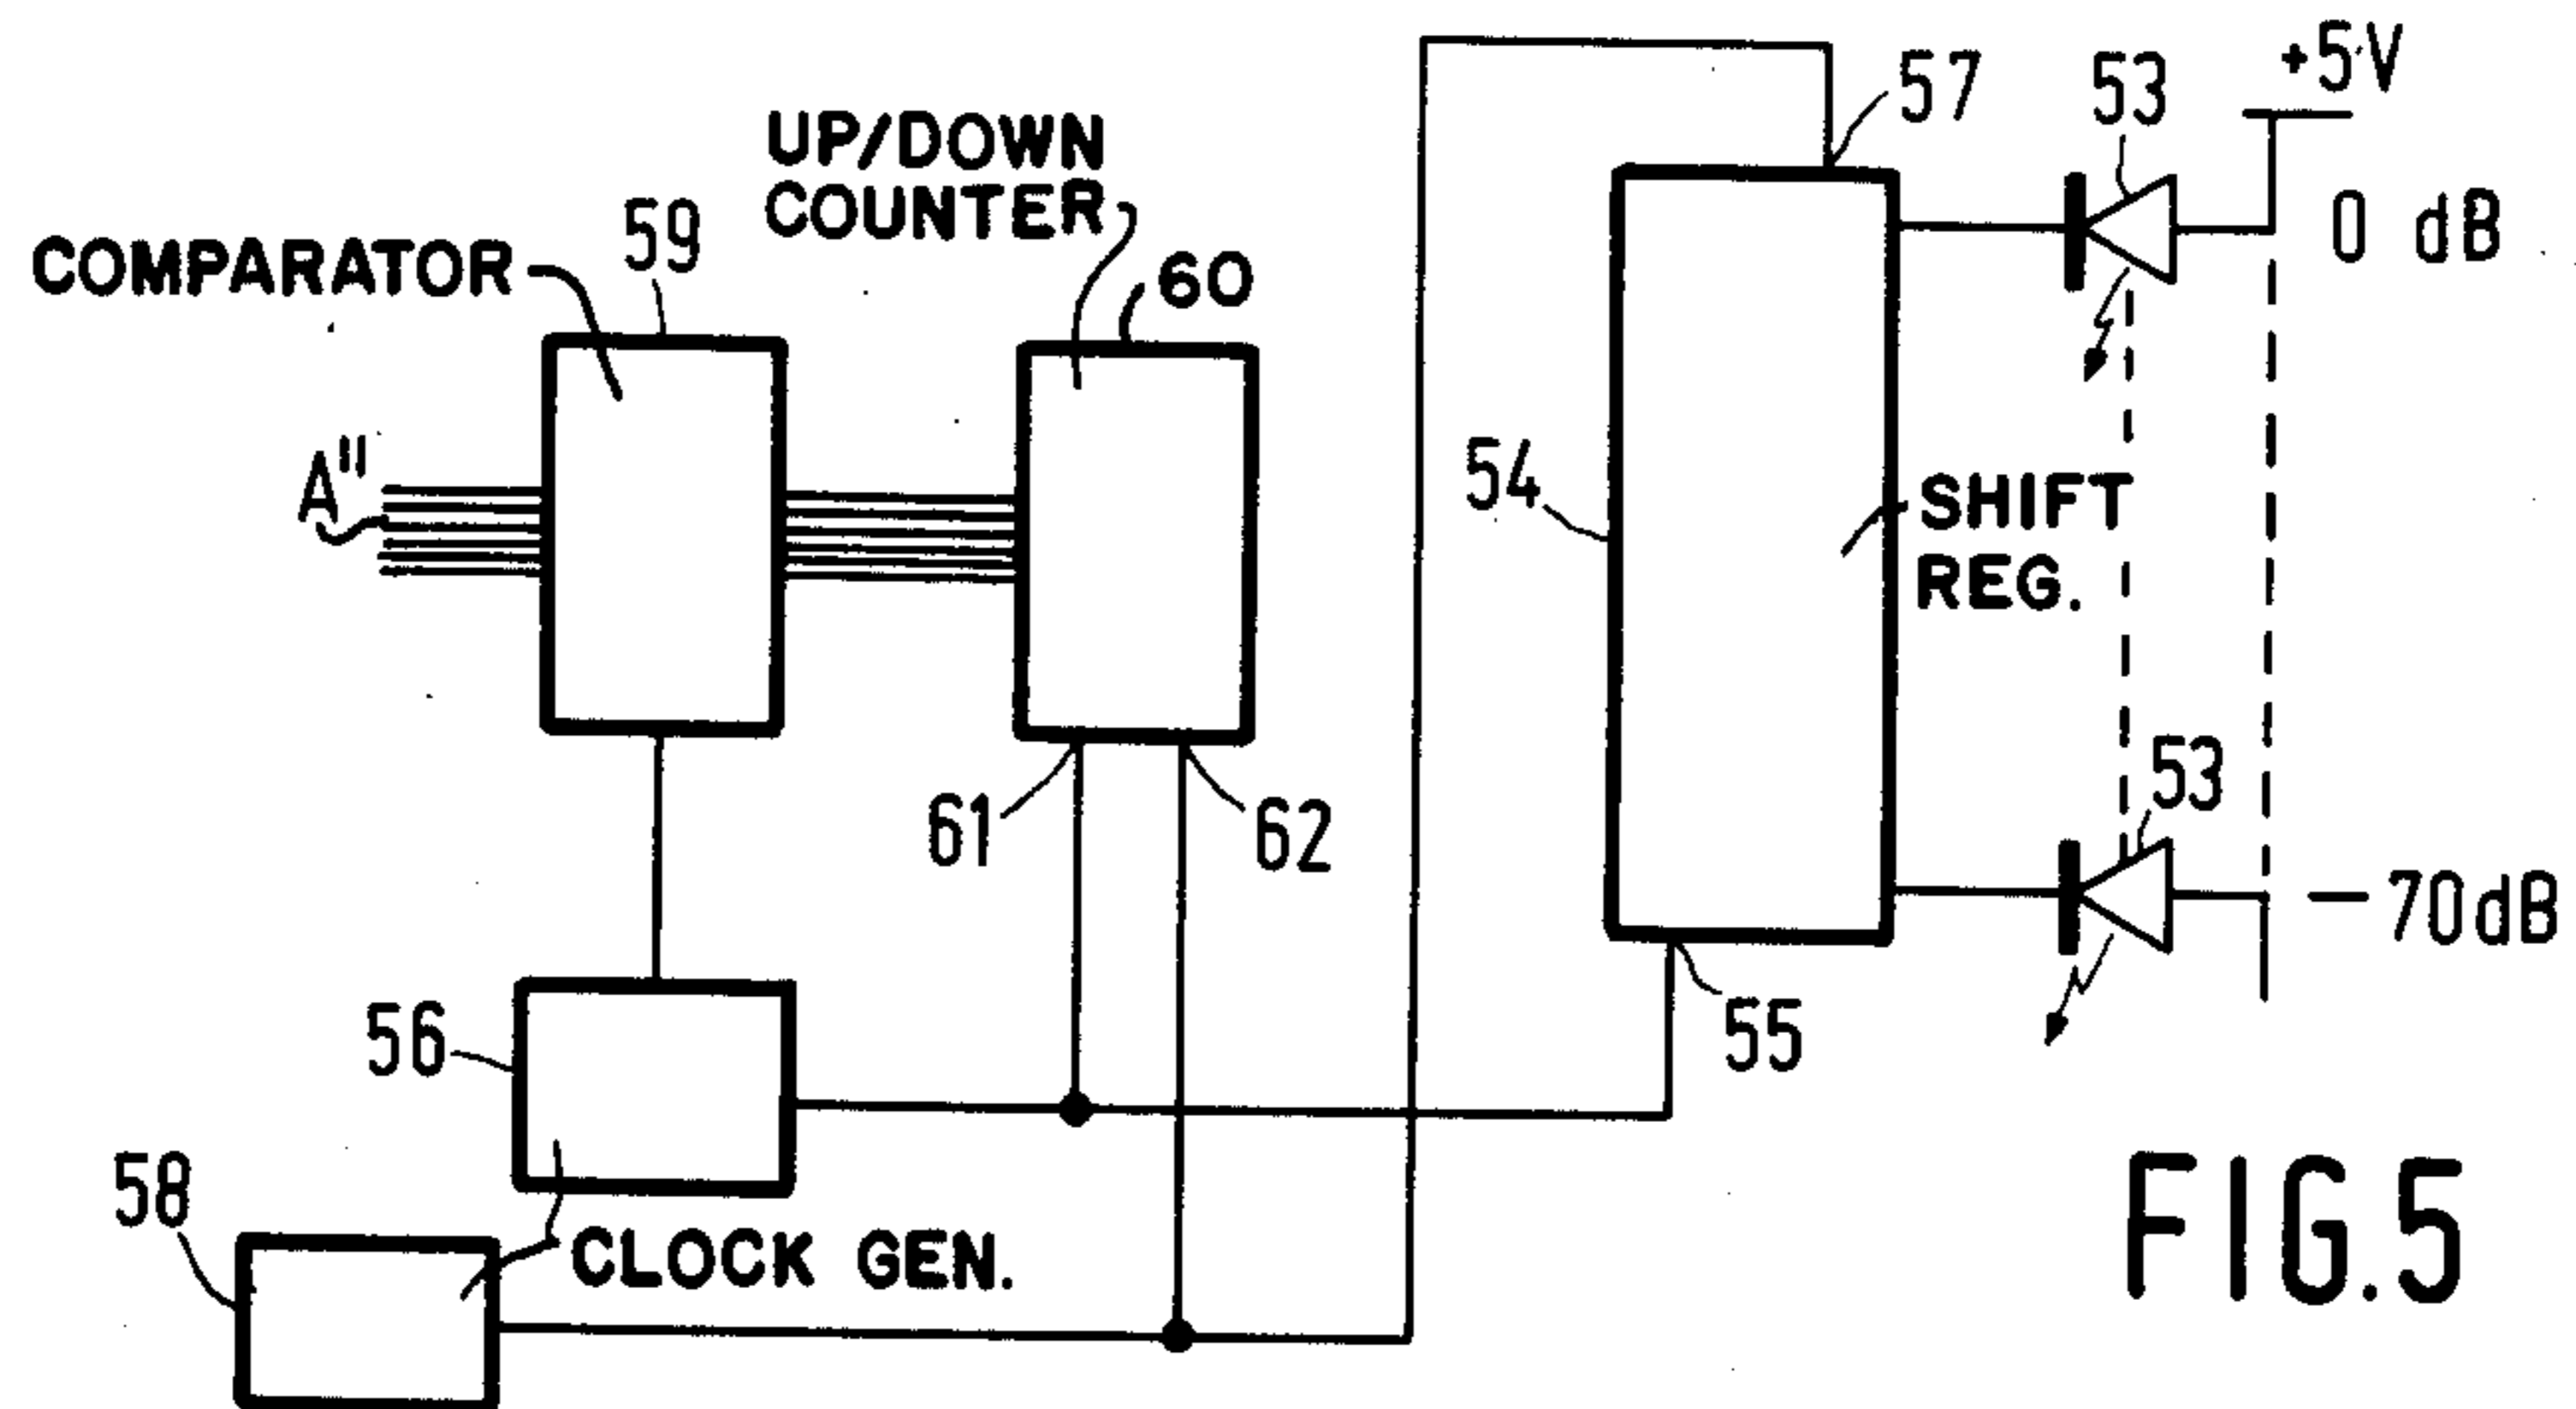 +5V
57
53
UP/DOWN
COUNTER
59
COMPARATOR
60
0 dB
A"
54
SHIFT
REG.
53
61
62
-70dB
55
56
58
CLOCK GEN.
FIG.5